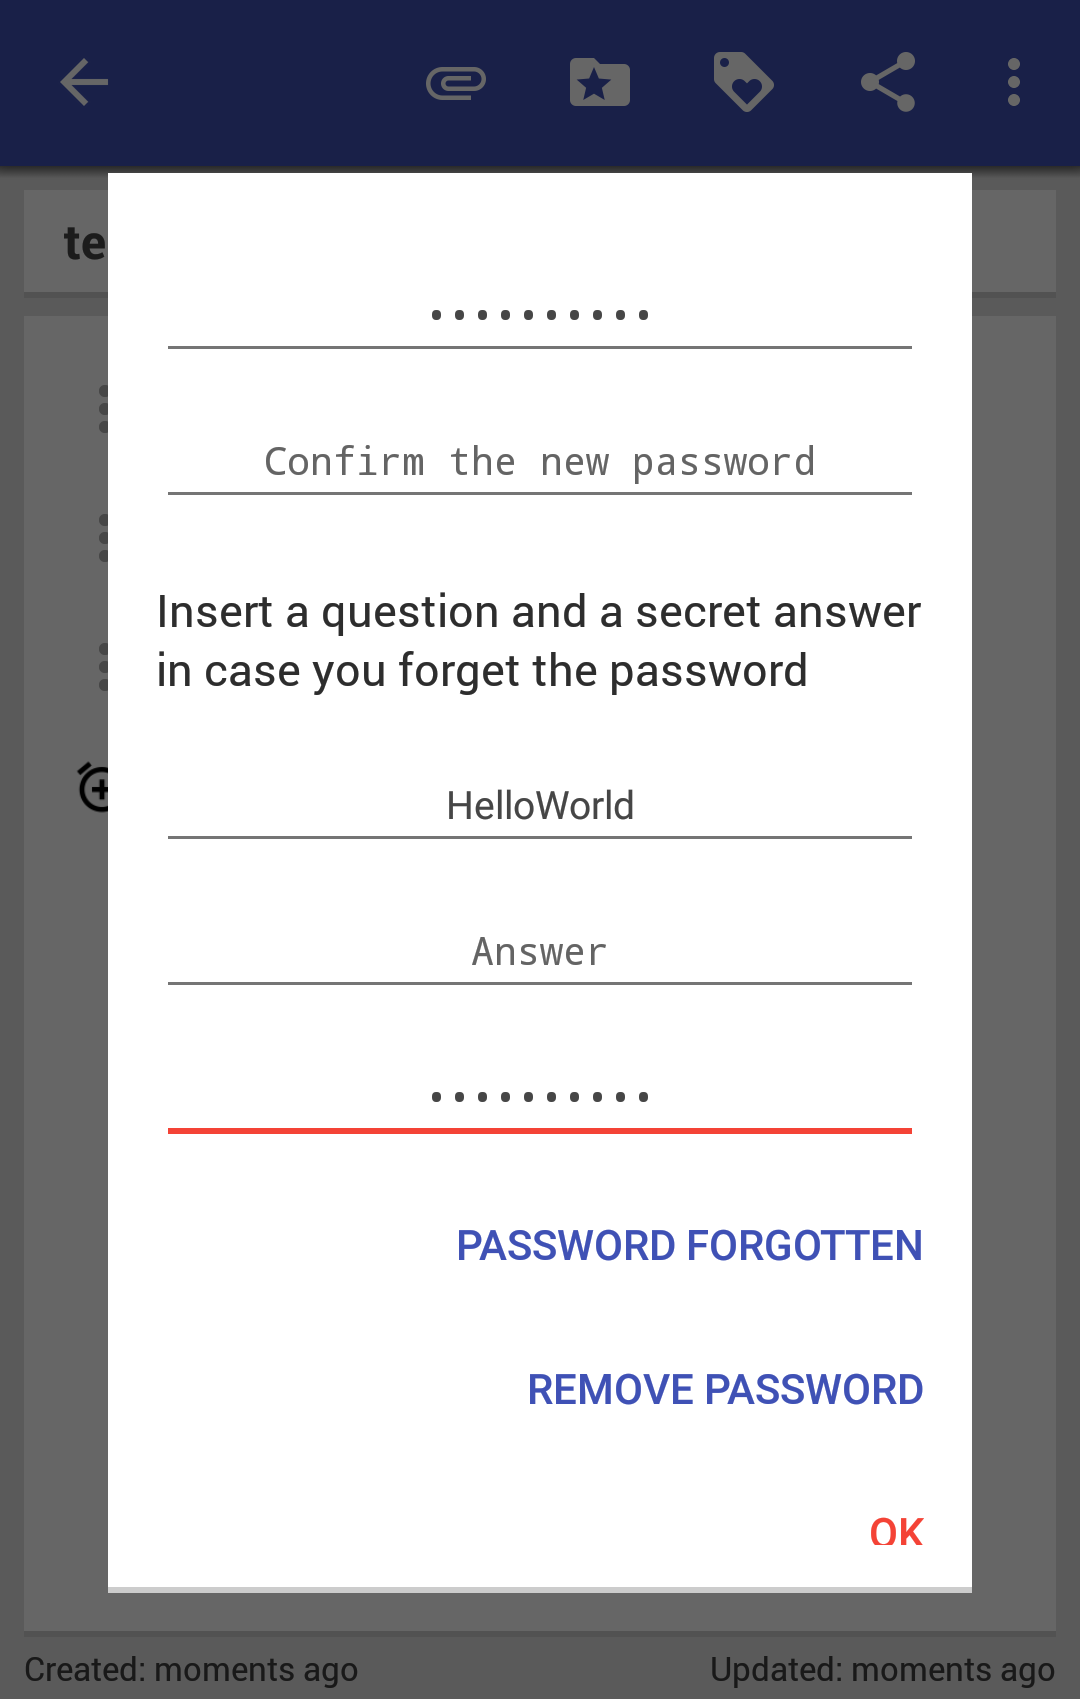 te
••••••••••
Confirm the new password
Insert a question and a secret answer
in case you forget the password
HelloWorld
Answer
••••••••••
PASSWORD FORGOTTEN
REMOVE PASSWORD
OK
Created: moments ago
Updated: moments ago